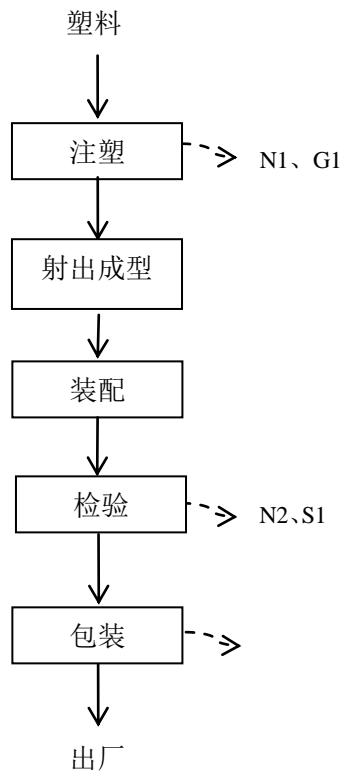 塑料
注塑
N1、G1
射出成型
装配
检验
N2、S1
包装
出厂